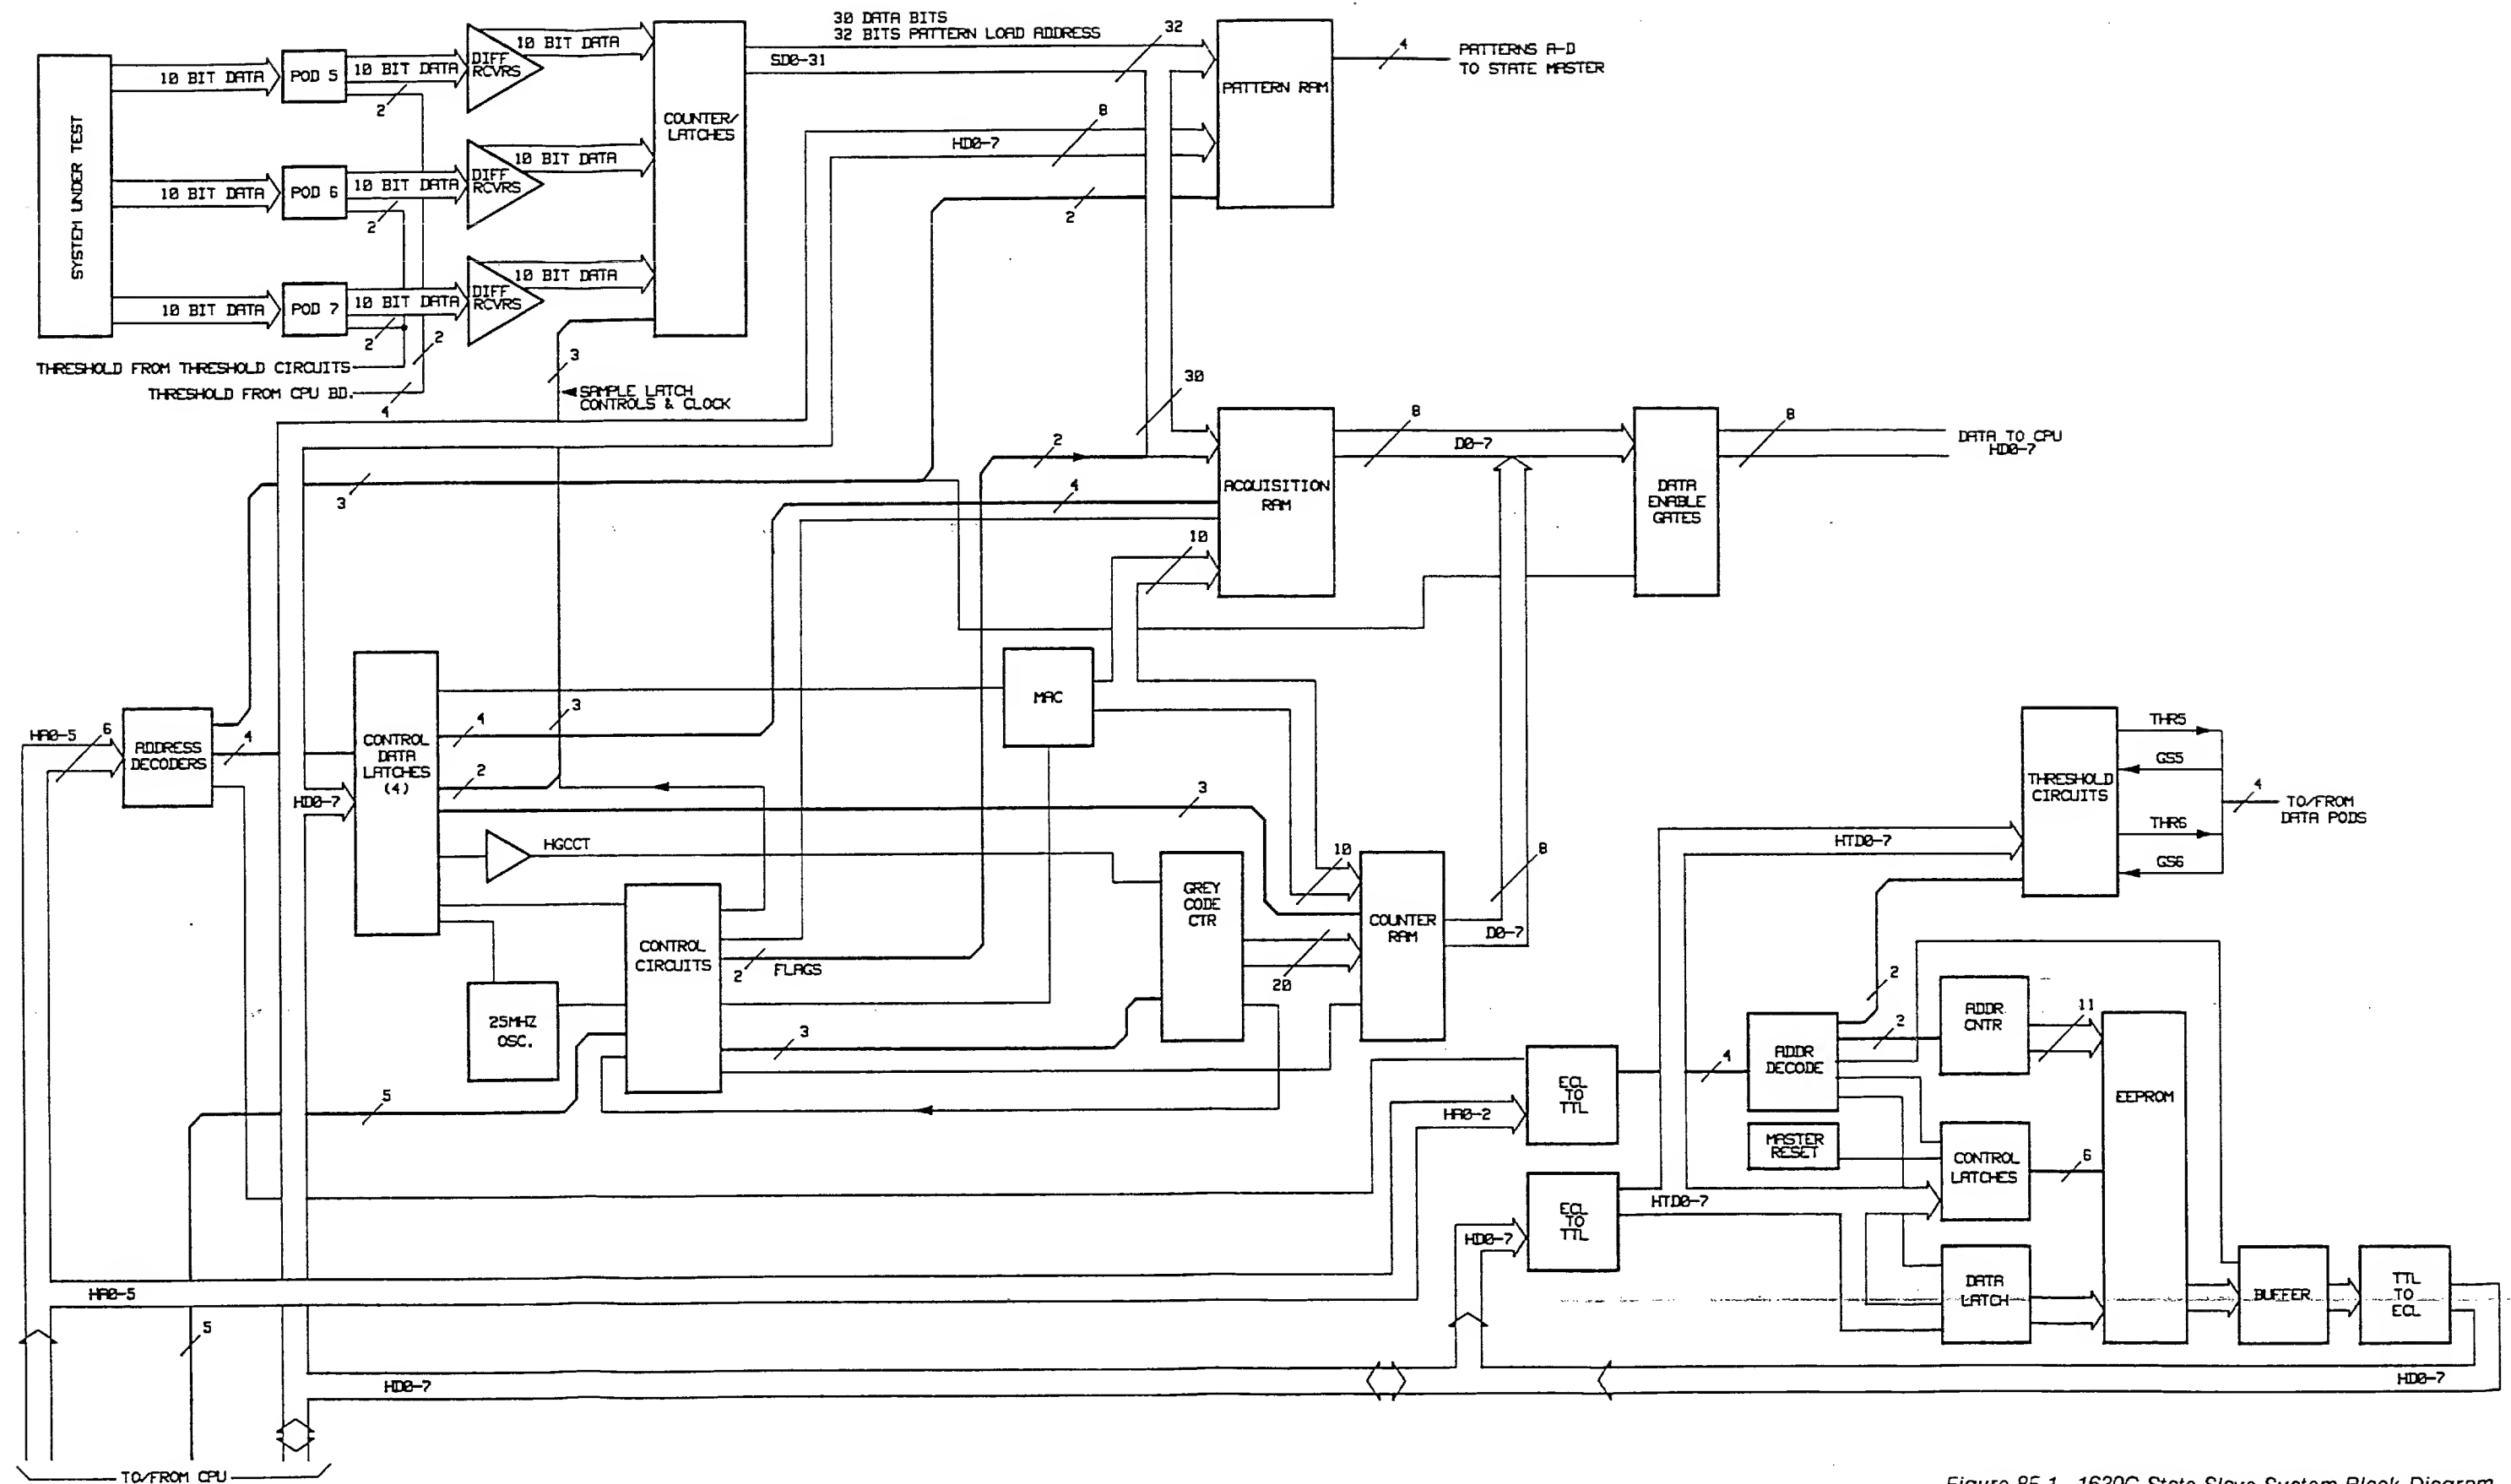 30 DATA BITS
32 BITS PATTERN LOAD ADDRESS
SD0-31
32
SYSTEM UNDER TEST
10 BIT DATA
POD 5
10 BIT DATA
2
DIFF
RCVRS
10 BIT DATA
10 BIT DATA
POD 6
10 BIT DATA
2
DIFF
RCVRS
10 BIT DATA
10 BIT DATA
POD 7
10 BIT DATA
2
2
DIFF
RCVRS
10 BIT DATA
COUNTER/
LATCHES
PATTERN RAM
4
PATTERNS A-D
TO STATE MASTER
8
HD0-7
2
THRESHOLD FROM THRESHOLD CIRCUITS
THRESHOLD FROM CPU BD.
4
3
SAMPLE LATCH
CONTROLS & CLOCK
30
2
3
4
10
ACQUISITION
RAM
8
D0-7
DATA
ENABLE
GATES
8
DATA TO CPU
HD0-7
HA0-5
6
ADDRESS
DECODERS
4
HD0-7
CONTROL
DATA
LATCHES
(4)
4
3
2
MAC
3
HGCCT
CONTROL
CIRCUITS
2
FLAGS
25MHZ
OSC.
3
5
GREY
CODE
CTR
20
10
COUNTER
RAM
8
D0-7
THRESHOLD
CIRCUITS
THR5
GS5
THR6
GS6
4
TO/FROM
DATA PODS
HTD0-7
ECL
TO
TTL
HA0-2
4
ADDR
DECODE
2
2
ADDR
CNTR
11
EEPROM
MASTER
RESET
CONTROL
LATCHES
6
ECL
TO
TTL
HD0-7
HTD0-7
DATA
LATCH
BUFFER
TTL
TO
ECL
HA0-5
5
HD0-7
HD0-7
TO/FROM CPU
Figure 8F-1. 1630G State Slave System Block Diagram